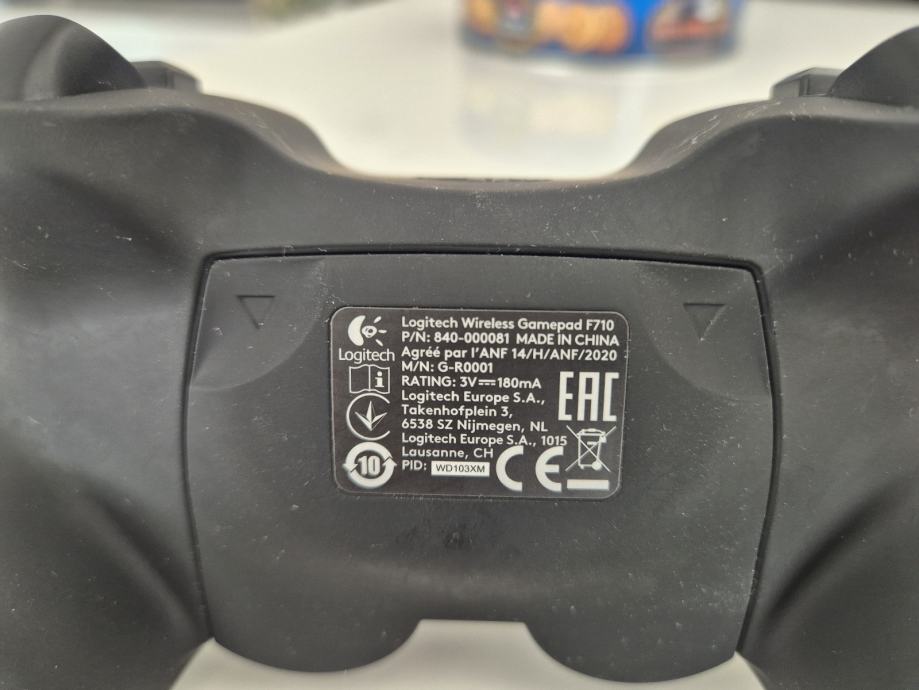 Logitech Wireless Gamepad F710
P/N: 840-000081 MADE IN CHINA
Agréé par l'ANF 14/H/ANF/2020
M/N: G-R0001
RATING: 3V⎓180mA
Logitech Europe S.A.,
Takenhofplein 3,
6538 SZ Nijmegen, NL
Logitech Europe S.A., 1015
Lausanne, CH
PID: WD103XM
Logitech
i
10
EAC
CE